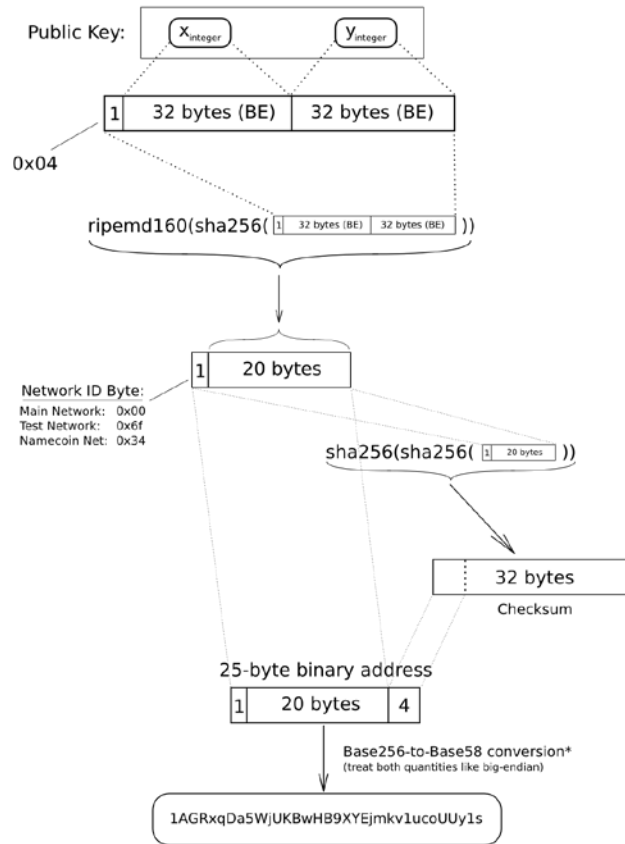 Public Key:
x integer
y integer
1
32 bytes (BE)
32 bytes (BE)
0x04
ripemd160(sha256( 1 32 bytes (BE) 32 bytes (BE) ))
1
20 bytes
Network ID Byte:
Main Network: 0x00
Test Network: 0x6f
Namecoin Net: 0x34
sha256(sha256( 1 20 bytes ))
32 bytes
Checksum
25-byte binary address
1
20 bytes
4
Base256-to-Base58 conversion*
(treat both quantities like big-endian)
1AGRxqDa5WjUKBwHB9XYEjmkv1ucoUUy1s